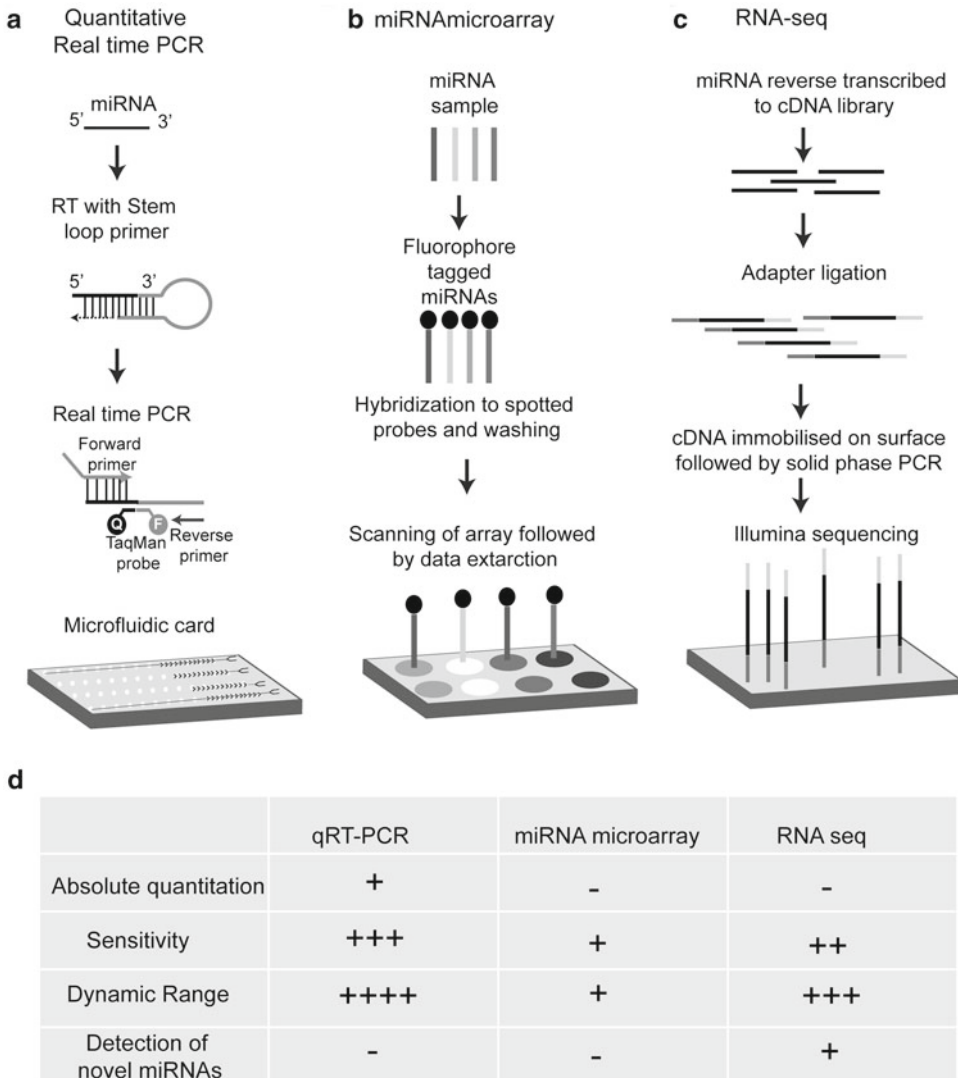 a
Quantitative
Real time PCR
miRNA
5’ 3’
RT with Stem
loop primer
5’ 3’
Real time PCR
Forward
primer
Q F
TaqMan
probe
Reverse
primer
Microfluidic card
b miRNAmicroarray
miRNA
sample
Fluorophore
tagged
miRNAs
Hybridization to spotted
probes and washing
Scanning of array followed
by data extarction
c RNA-seq
miRNA reverse transcribed
to cDNA library
Adapter ligation
cDNA immobilised on surface
followed by solid phase PCR
Illumina sequencing
d
qRT-PCR miRNA microarray RNA seq
Absolute quantitation + - -
Sensitivity +++ + ++
Dynamic Range ++++ + +++
Detection of
novel miRNAs - - +